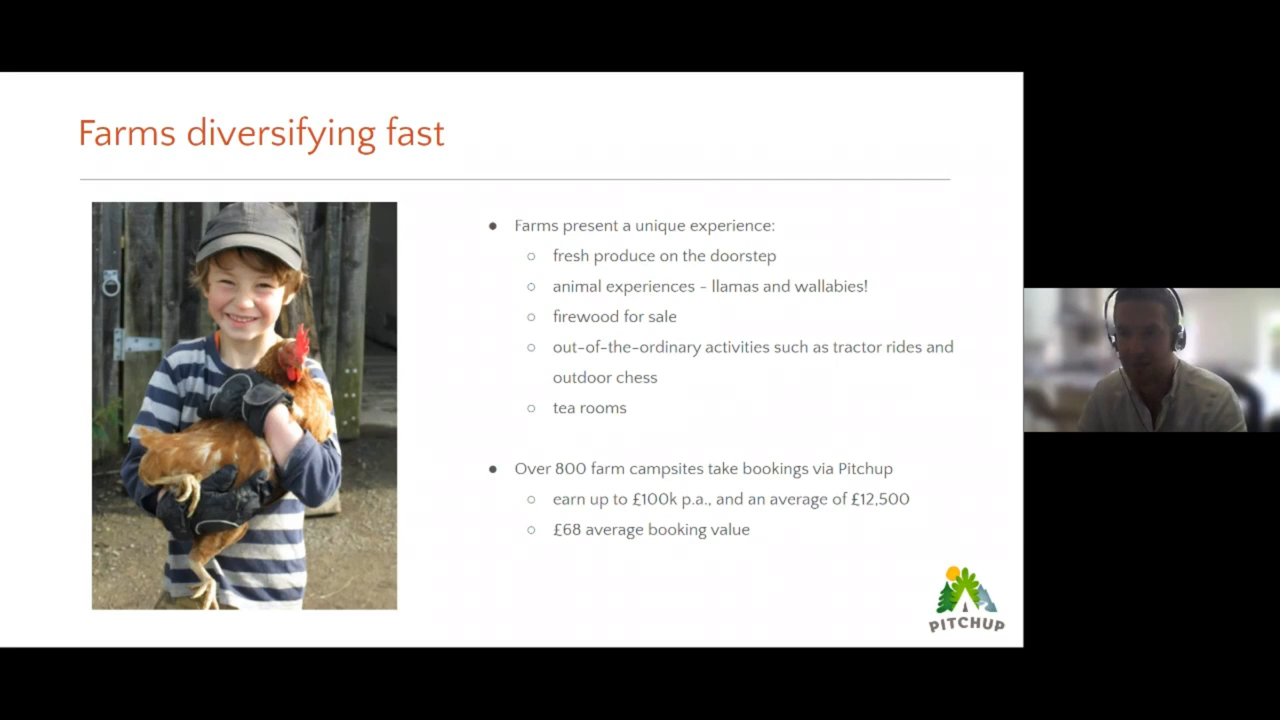 Farms diversifying fast
Farms present a unique experience:
fresh produce on the doorstep
animal experiences - llamas and wallabies!
firewood for sale
out-of-the-ordinary activities such as tractor rides and
outdoor chess
tea rooms
Over 800 farm campsites take bookings via Pitchup
earn up to £100k p.a., and an average of £12,500
£68 average booking value
PITCHUP